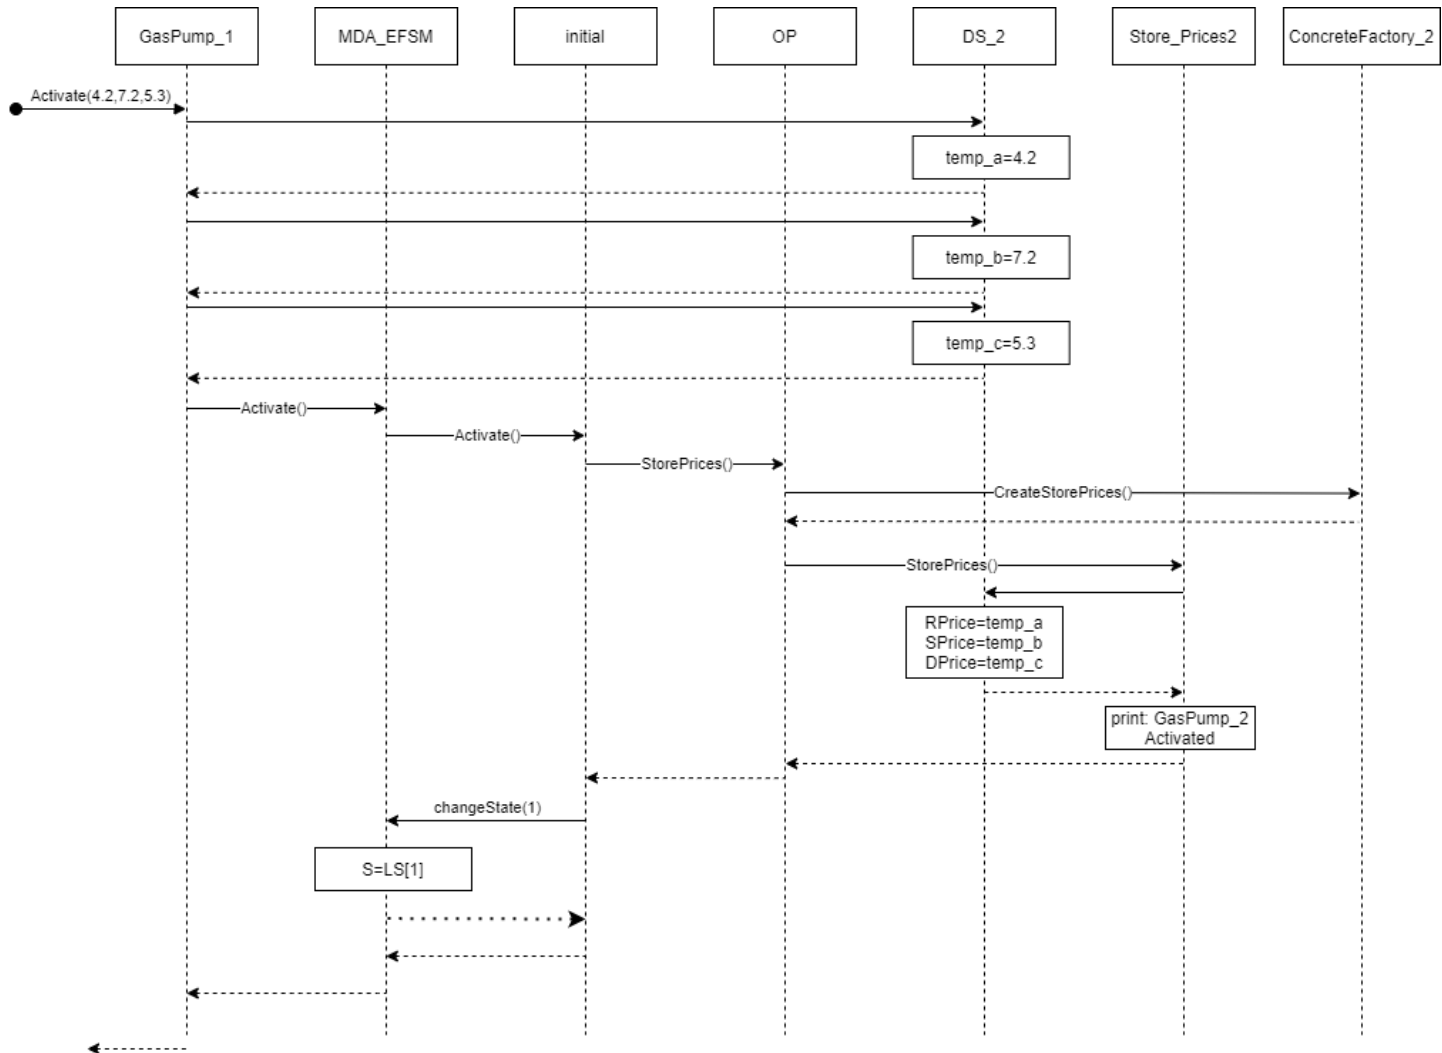 GasPump_1
MDA_EFSM
initial
OP
DS_2
Store_Prices2
ConcreteFactory_2
Activate(4.2,7.2,5.3)
temp_a=4.2
temp_b=7.2
temp_c=5.3
Activate()
Activate()
StorePrices()
CreateStorePrices()
StorePrices()
RPrice=temp_a
SPrice=temp_b
DPrice=temp_c
print: GasPump_2
Activated
changeState(1)
S=LS[1]